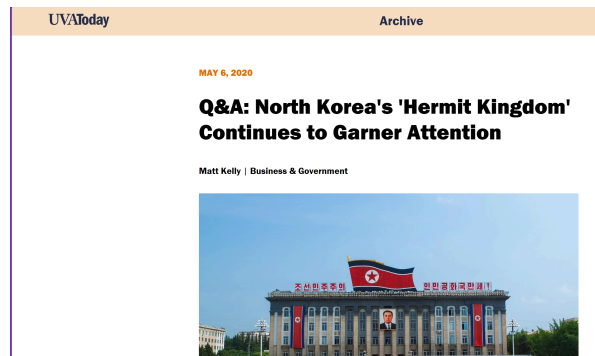 UVAToday
Archive
MAY 6, 2020
Q&A: North Korea's 'Hermit Kingdom'
Continues to Garner Attention
Matt Kelly | Business & Government
조선민주주의 인민공화국만세!